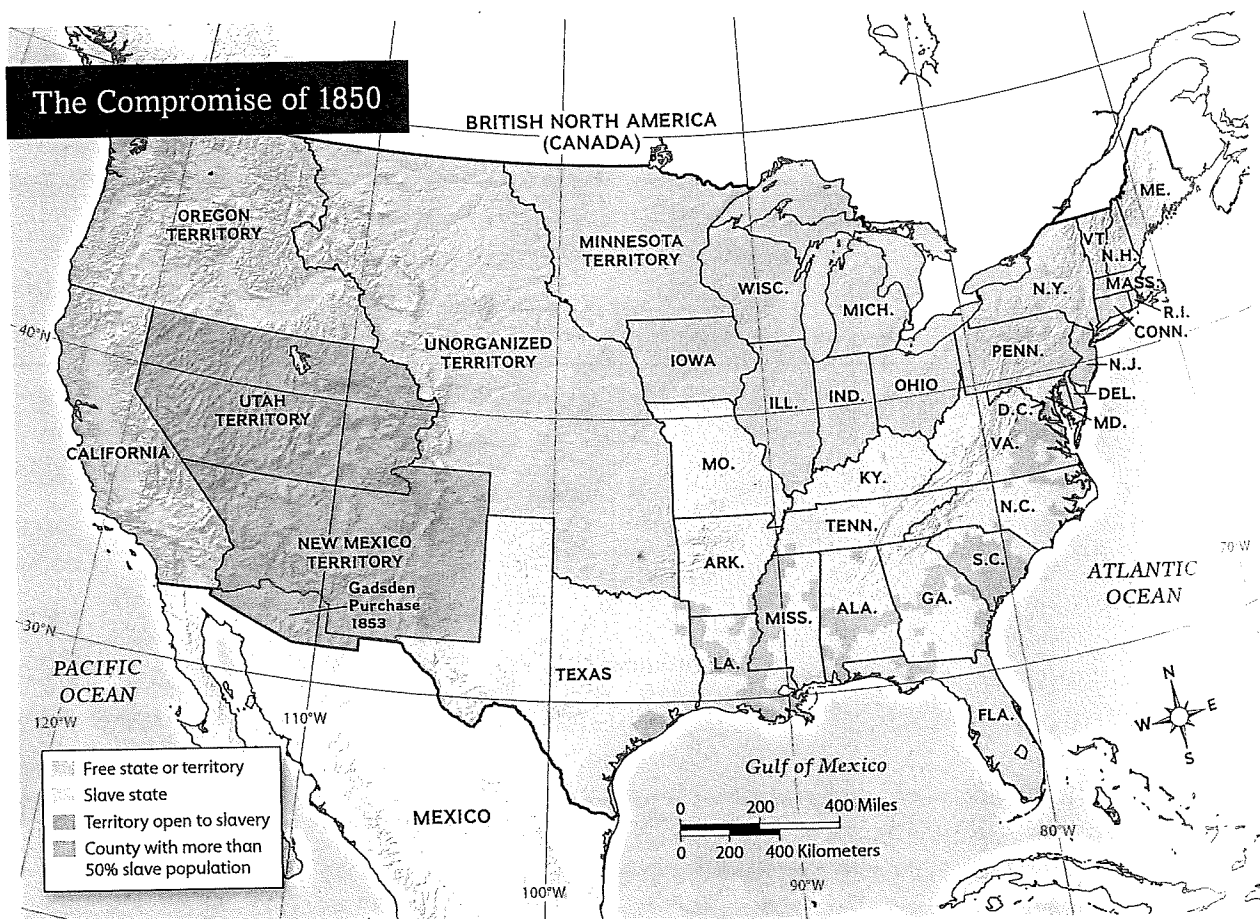 The Compromise of 1850
BRITISH NORTH AMERICA
(CANADA)
OREGON
TERRITORY
MINNESOTA
TERRITORY
ME.
VT.
N.H.
MASS.
N.Y.
R.I.
CONN.
WISC.
MICH.
40°N
UNORGANIZED
TERRITORY
IOWA
PENN.
N.J.
OHIO
IND.
ILL.
DEL.
D.C.
MD.
UTAH
TERRITORY
VA.
CALIFORNIA
MO.
KY.
N.C.
TENN.
NEW MEXICO
TERRITORY
ARK.
S.C.
70°W
ATLANTIC
OCEAN
Gadsden
Purchase
1853
MISS.
ALA.
GA.
30°N
PACIFIC
OCEAN
TEXAS
LA.
120°W
110°W
FLA.
N
W
E
S
Free state or territory
Slave state
Territory open to slavery
County with more than
50% slave population
Gulf of Mexico
MEXICO
0 200 400 Miles
0 200 400 Kilometers
80°W
100°W
90°W